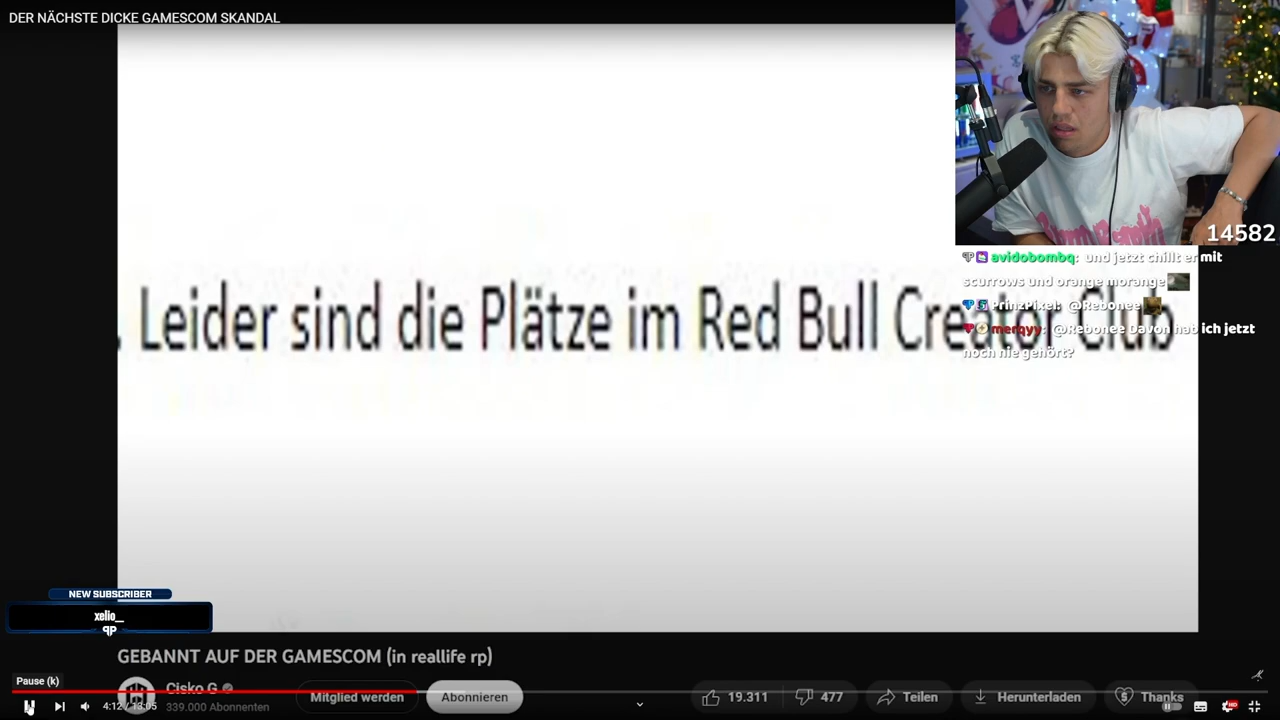 DER NÄCHSTE DICKE GAMESCOM SKANDAL
14582
avidobombq: und jetzt chillt er mit
scurrows und orange morange
PrinzPixel: @Rebonee
merqyy: @Rebonee Davon hab ich jetzt
noch nie gehört?
. Leider sind die Plätze im Red Bull Creator Club
NEW SUBSCRIBER
xelio__
GEBANNT AUF DER GAMESCOM (in reallife rp)
Pause (k)
Cisko G
339.000 Abonnenten
Mitglied werden
Abonnieren
19.311
477
Teilen
Herunterladen
Thanks
4:12 / 13:05
HD